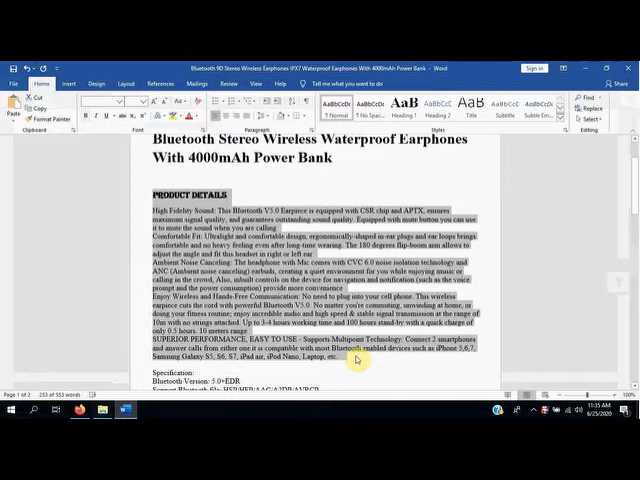 Bluetooth 9D Stereo Wireless Earphones IPX7 Waterproof Earphones With 4000mAh Power Bank - Word
Sign in
File Home Insert Draw Design Layout References Mailings Review View Help Tell me what you want to do
Paste
Cut
Copy
Format Painter
Clipboard
Font
Paragraph
AaBbCcDc AaBbCcDc AaBb AaBbCc AaB AaBbCcD AaBbCcDc
¶ Normal ¶ No Spac... Heading 1 Heading 2 Title Subtitle Subtle Em...
Styles
Find
Replace
Select
Editing
Bluetooth Stereo Wireless Waterproof Earphones
With 4000mAh Power Bank
PRODUCT DETAILS
High Fidelity Sound: This Bluetooth V5.0 Earpiece is equipped with CSR chip and APTX, ensures
maximum signal quality, and guarantees outstanding sound quality. Equipped with mute button you can use
it to mute the sound when you are calling
Comfortable Fit: Ultralight and comfortable design, ergonomically-shaped in-ear plugs and ear loops brings
comfortable and no heavy feeling even after long-time wearing. The 180 degrees flip-boom arm allows to
adjust the angle and fit this headset in right or left ear
Ambient Noise Canceling: The headphone with Mic comes with CVC 6.0 noise isolation technology and
ANC (Ambient noise canceling) earbuds, creating a quiet environment for you while enjoying music or
calling in the crowd, Also, inbuilt controls on the device for navigation and notification (such as the voice
prompt and the power consumption) provide more convenience
Enjoy Wireless and Hands-Free Communication: No need to plug into your cell phone. This wireless
earpiece cuts the cord with powerful Bluetooth V5.0. No matter you're commuting, unwinding at home, or
doing your fitness routine; enjoy incredible audio and high speed & stable signal transmission at the range of
10m with no strings attached. Up to 3-4 hours working time and 100 hours stand-by with a quick charge of
only 0.5 hours. 10 meters range
SUPERIOR PERFORMANCE, EASY TO USE - Supports Multipoint Technology: Connect 2 smartphones
and answer calls from either one it is compatible with most Bluetooth enabled devices such as iPhone 5,6,7,
Samsung Galaxy S5, S6, S7, iPad air, iPod Nano, Laptop, etc.
Specification:
Bluetooth Version: 5.0+EDR
Support Bluetooth file: HSP/HFP/AAC/A2DP/AVRCP
Page 1 of 2 253 of 553 words
100%
11:35 AM
6/25/2020